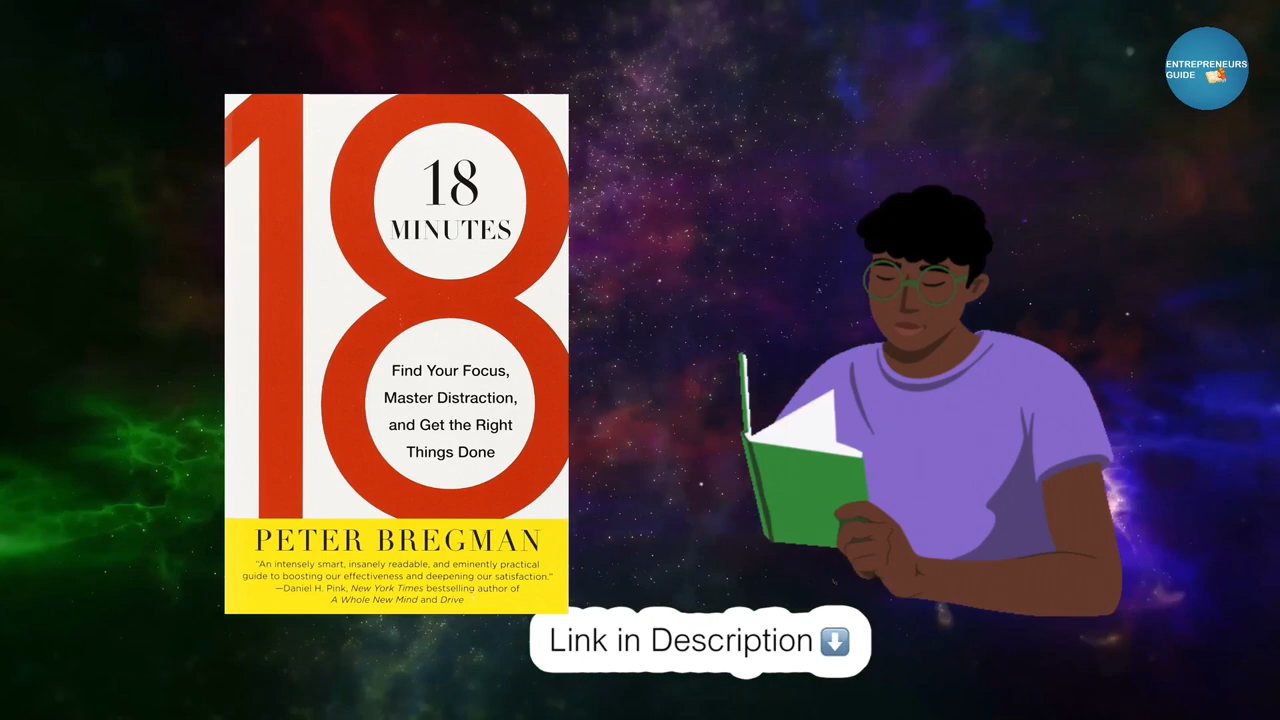 ENTREPRENEURS
GUIDE
18
18
MINUTES
Find Your Focus,
Master Distraction,
and Get the Right
Things Done
PETER BREGMAN
"An intensely smart, insanely readable, and eminently practical
guide to boosting our effectiveness and deepening our satisfaction."
—Daniel H. Pink, New York Times bestselling author of
A Whole New Mind and Drive
Link in Description ⬇️